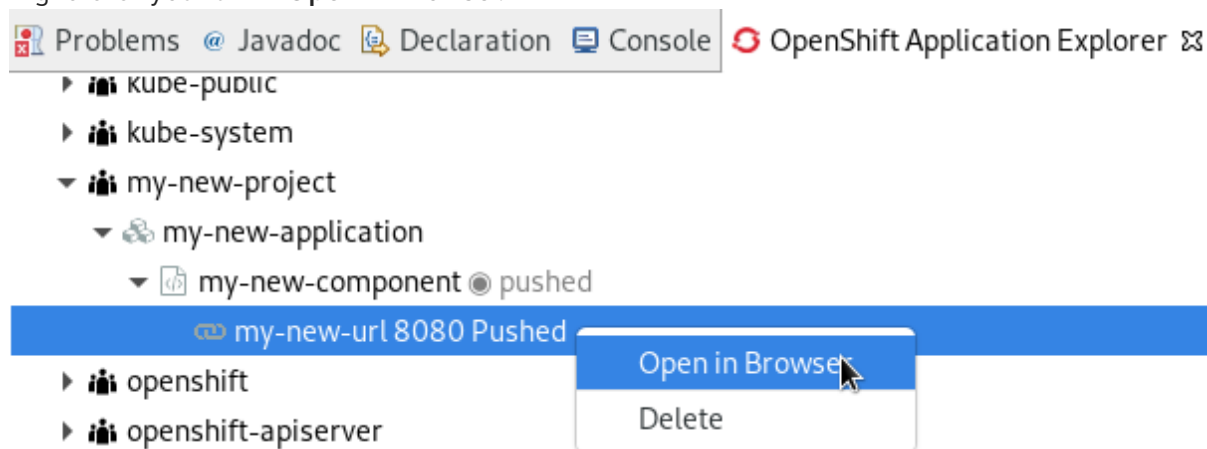 Problems @ Javadoc Declaration Console OpenShift Application Explorer
kube-public
kube-system
my-new-project
my-new-application
my-new-component pushed
my-new-url 8080 Pushed
Open in Browser
openshift
Delete
openshift-apiserver